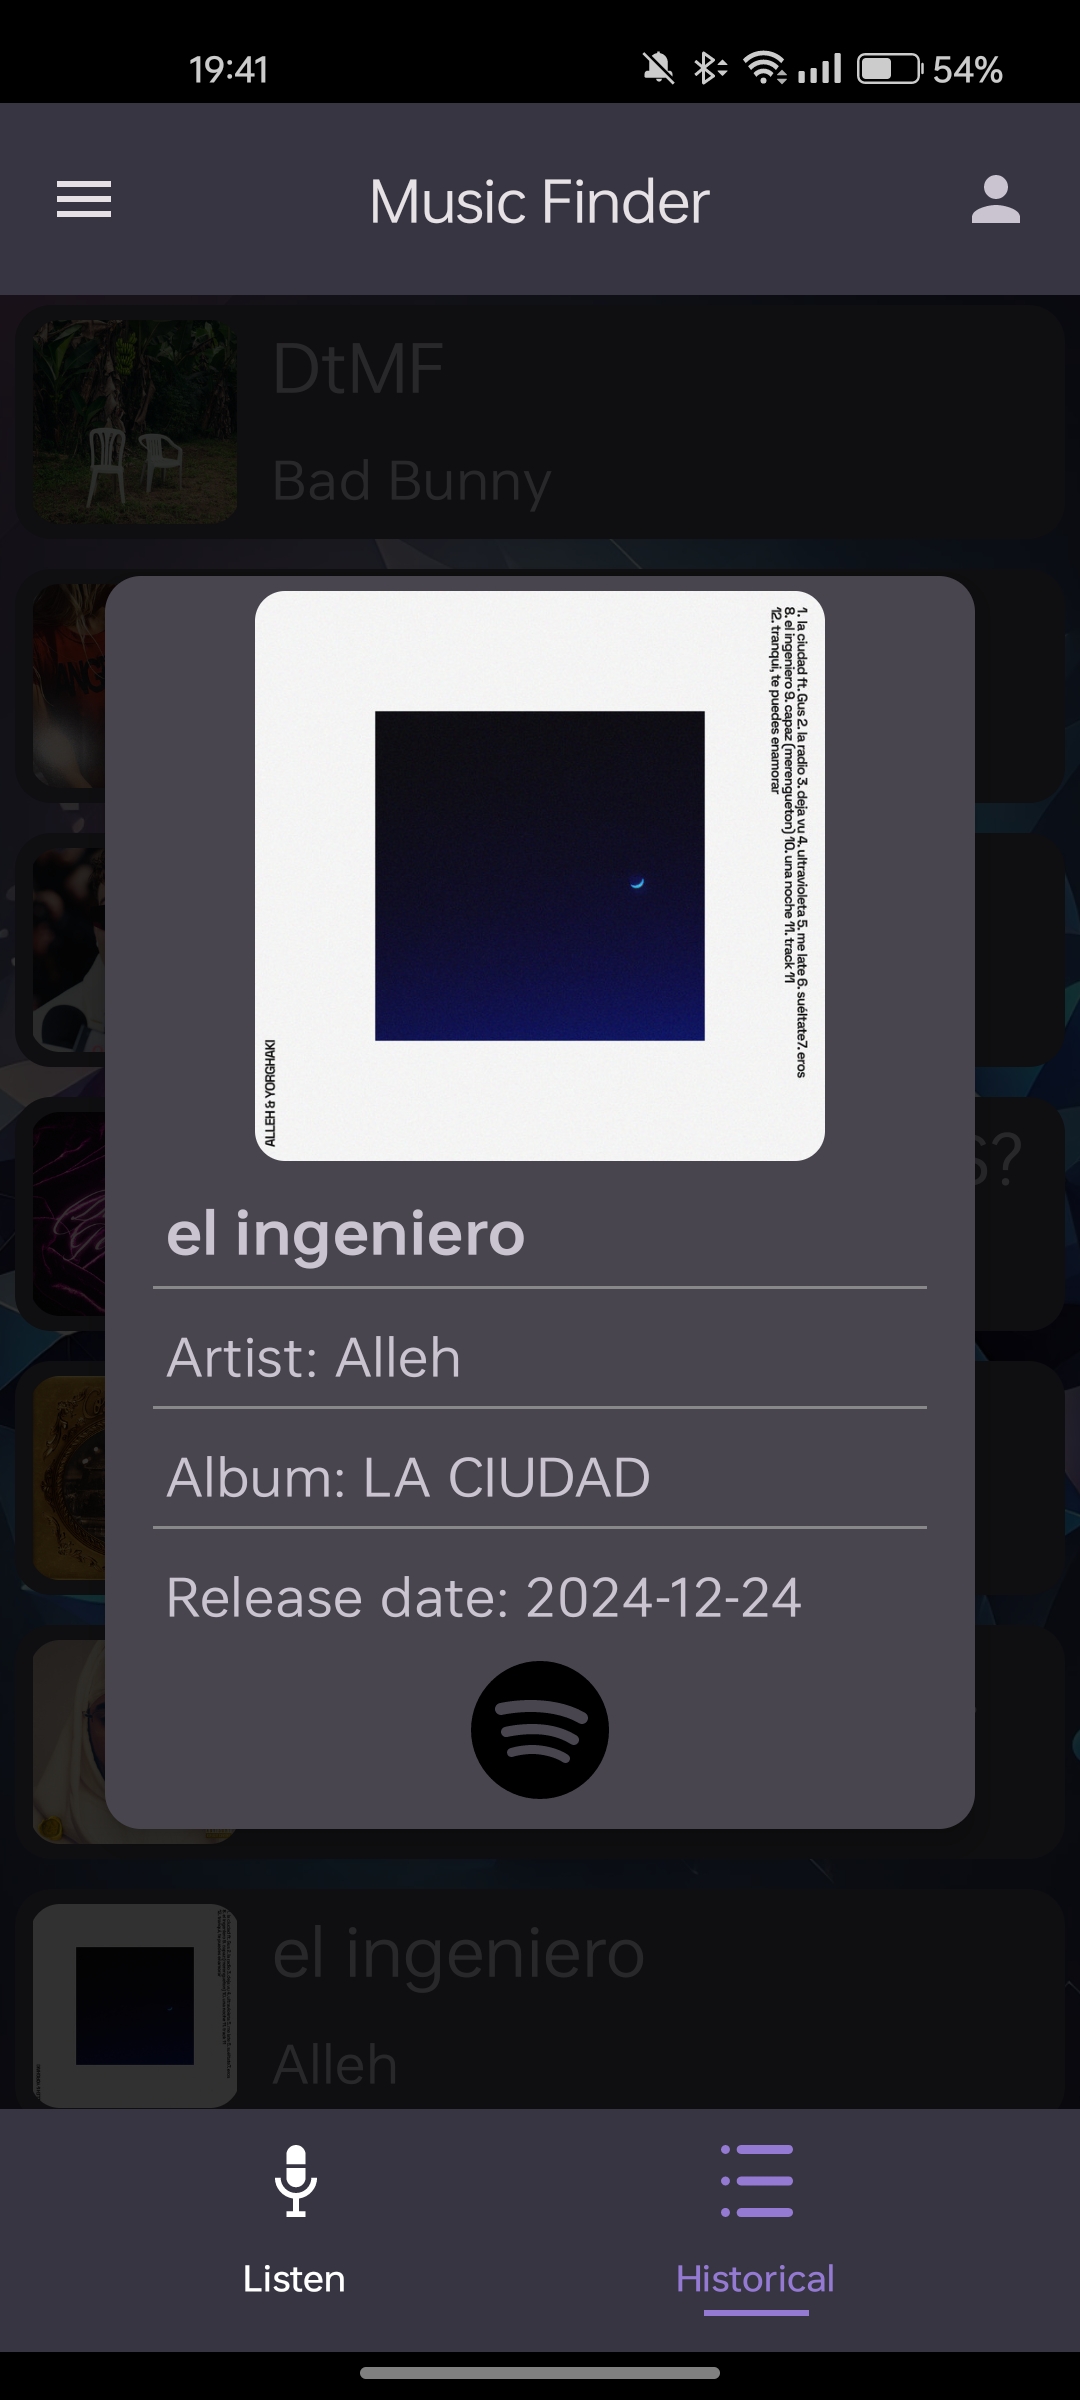 19:41
54%
Music Finder
DtMF
Bad Bunny
1. la ciudad ft. Gus 2. la radio 3. deja vu 4. ultravioleta 5. me late 6. suéltate7. eros
8. el ingeniero 9. capaz (merengueton) 10. una noche 11. track 11
12. tranqui, te puedes enamorar
ALLEH & YORGHAKI
S?
el ingeniero
Artist: Alleh
Album: LA CIUDAD
Release date: 2024-12-24
el ingeniero
Alleh
Listen
Historical